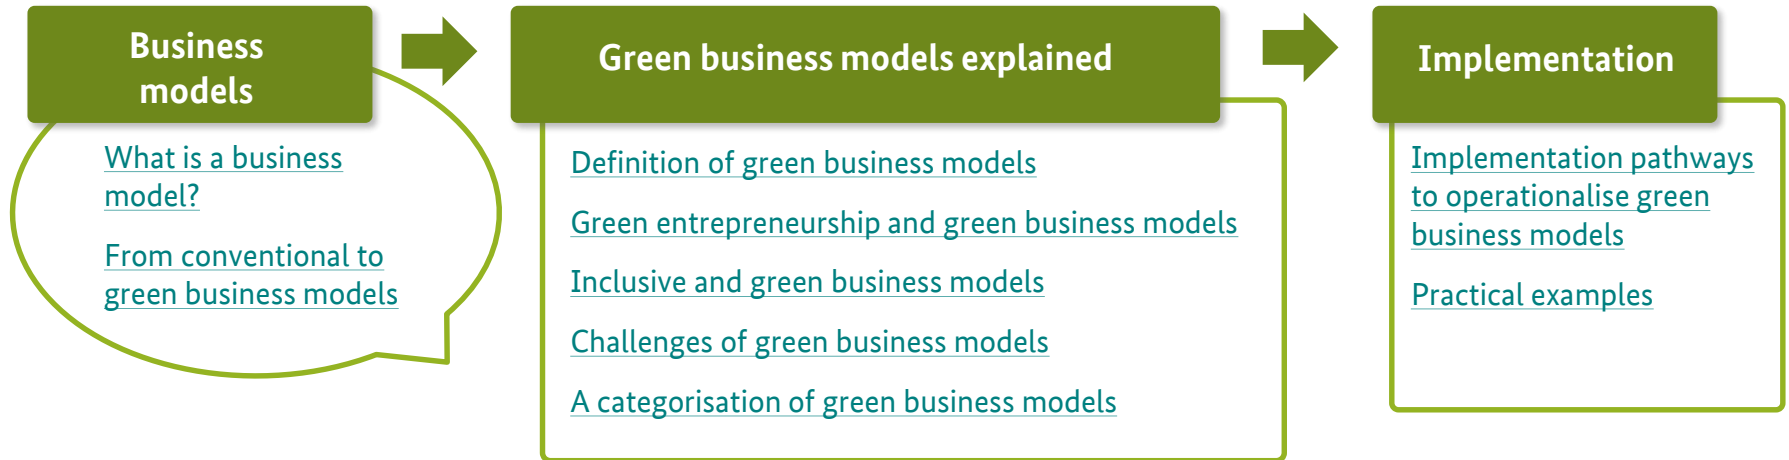 Business
models
What is a business
model?
From conventional to
green business models
Green business models explained
Definition of green business models
Green entrepreneurship and green business models
Inclusive and green business models
Challenges of green business models
A categorisation of green business models
Implementation
Implementation pathways
to operationalise green
business models
Practical examples